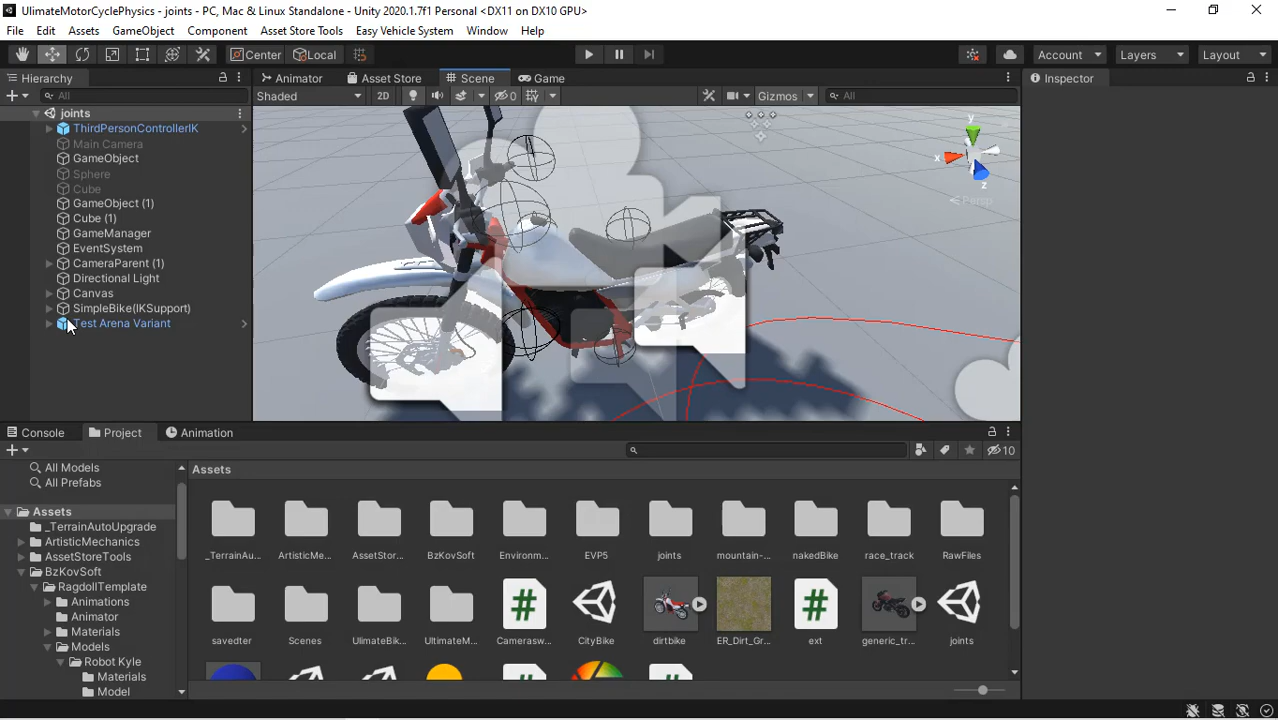 UlimateMotorCyclePhysics - joints - PC, Mac & Linux Standalone - Unity 2020.1.7f1 Personal <DX11 on DX10 GPU>
File Edit Assets GameObject Component Asset Store Tools Easy Vehicle System Window Help
Center Local Account Layers Layout
Hierarchy Animator Asset Store Scene Game Inspector
All Shaded 2D 0 Gizmos All
joints
ThirdPersonControllerIK
Main Camera
GameObject
Sphere
Cube
GameObject (1)
Cube (1)
GameManager
EventSystem
CameraParent (1)
Directional Light
Canvas
SimpleBike(IKSupport)
Test Arena Variant
y
x
z
Persp
Console Project Animation
10
All Models
All Prefabs
Assets
_TerrainAutoUpgrade
ArtisticMechanics
AssetStoreTools
BzKovSoft
RagdollTemplate
Animations
Animator
Materials
Models
Robot Kyle
Materials
Model
Assets
_TerrainAu... ArtisticMe... AssetStor... BzKovSoft Environm... EVP5 joints mountain-... nakedBike race_track RawFiles
# #
savedter Scenes UlimateBik... UltimateM... Camerasw... CityBike dirtbike ER_Dirt_Gr... ext generic_tr... joints